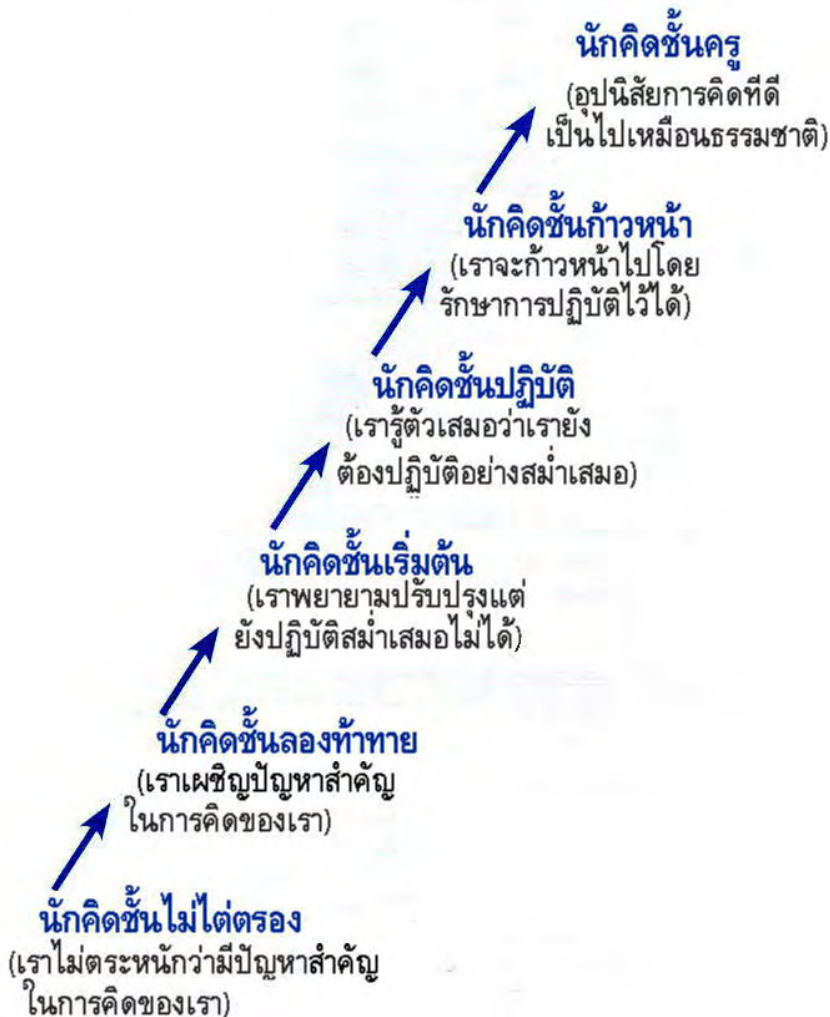 นักคิดชั้นครู
(อุปนิสัยการคิดที่ดี
เป็นไปเหมือนธรรมชาติ)
นักคิดชั้นก้าวหน้า
(เราจะก้าวหน้าไปโดย
รักษาการปฏิบัติไว้ได้)
นักคิดชั้นปฏิบัติ
(เรารู้ตัวเสมอว่าเรายัง
ต้องปฏิบัติอย่างสม่ำเสมอ)
นักคิดชั้นเริ่มต้น
(เราพยายามปรับปรุงแต่
ยังปฏิบัติสม่ำเสมอไม่ได้)
นักคิดชั้นลองท้าทาย
(เราเผชิญปัญหาสำคัญ
ในการคิดของเรา)
นักคิดชั้นไม่ไต่ตรอง
(เราไม่ตระหนักว่ามีปัญหาสำคัญ
ในการคิดของเรา)